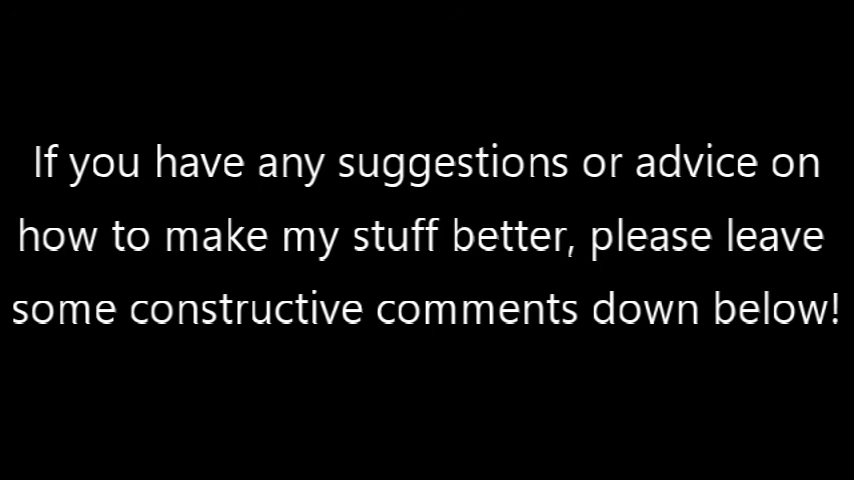 If you have any suggestions or advice on
how to make my stuff better, please leave
some constructive comments down below!